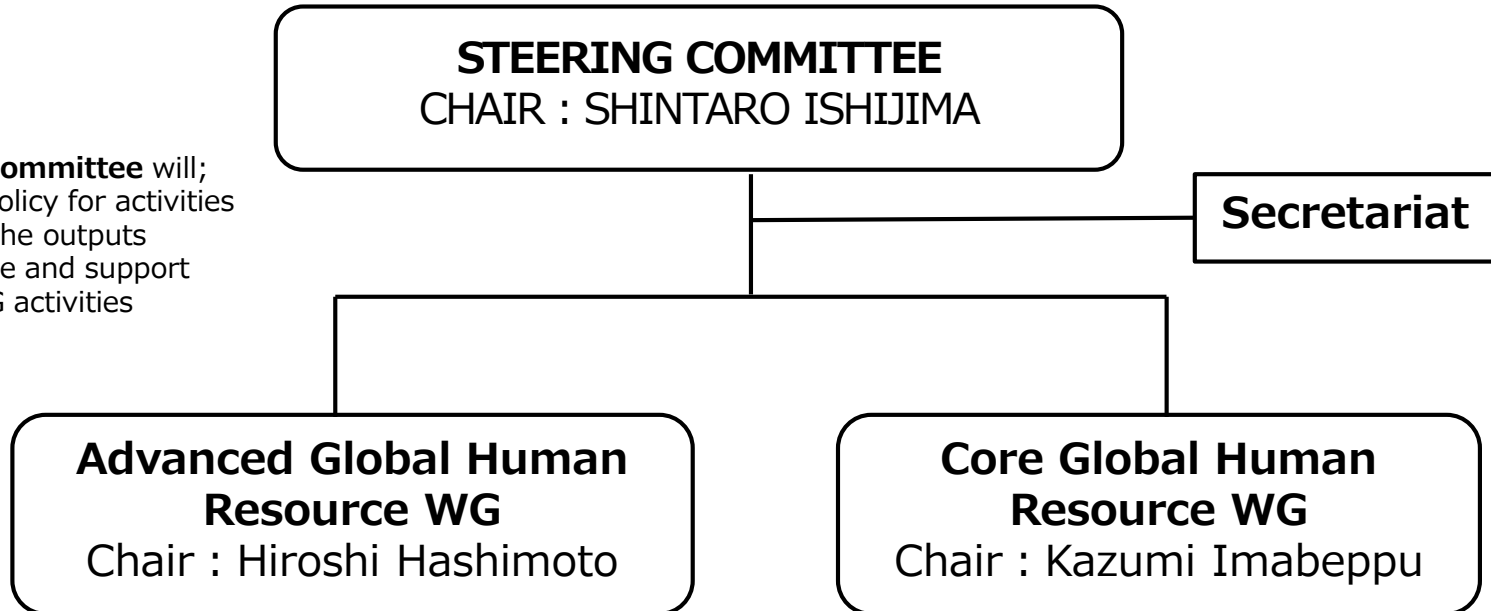 STEERING COMMITTEE
CHAIR : SHINTARO ISHIJIMA
ommittee will;
olicy for activities
he outputs
e and support
activities
Secretariat
Advanced Global Human
Resource WG
Chair : Hiroshi Hashimoto
Core Global Human
Resource WG
Chair : Kazumi Imabeppu